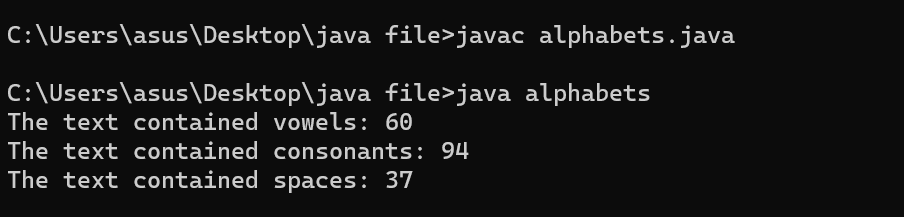 C:\Users\asus\Desktop\java file>javac alphabets.java
C:\Users\asus\Desktop\java file>java alphabets
The text contained vowels: 60
The text contained consonants: 94
The text contained spaces: 37